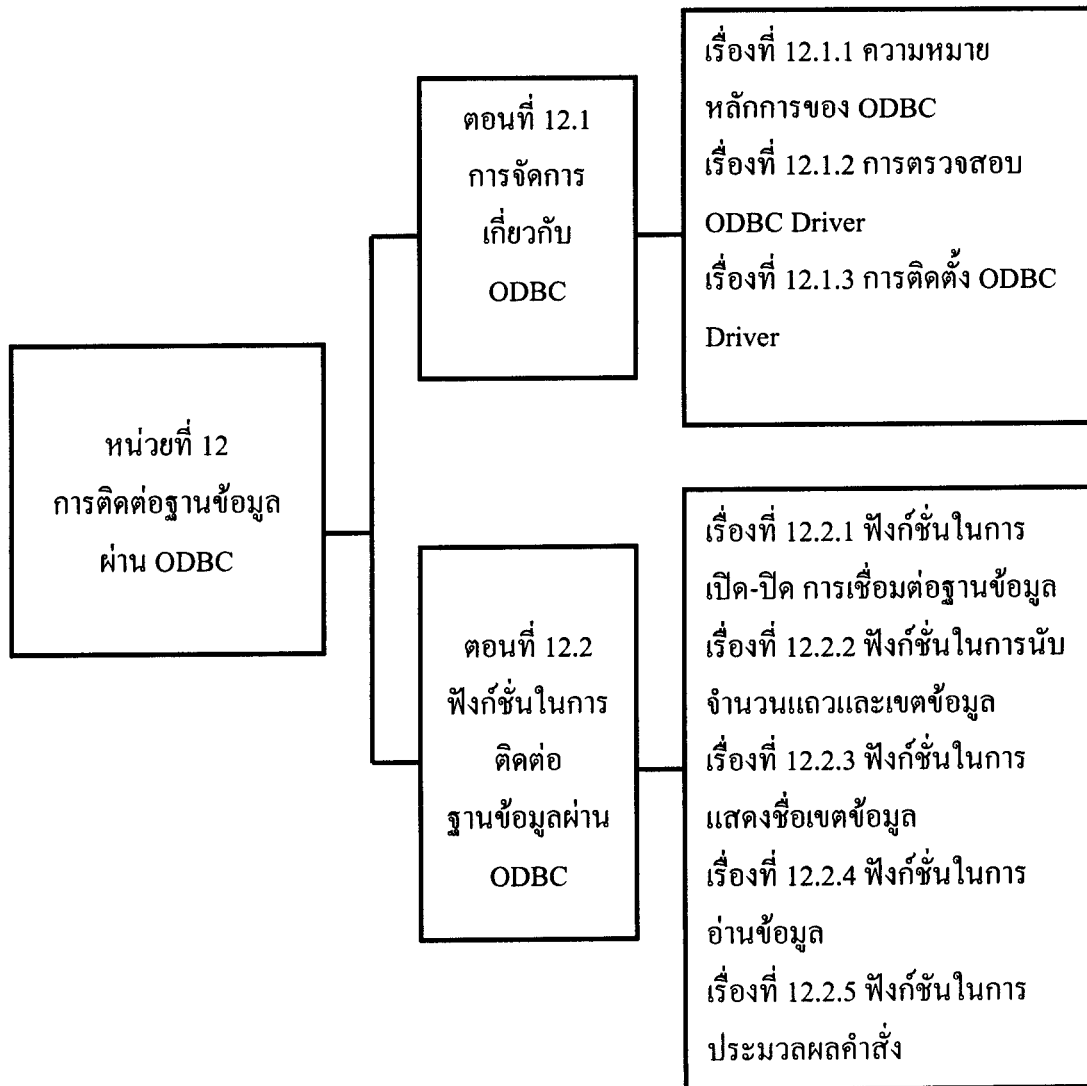 หน่วยที่ 12
การติดต่อฐานข้อมูล
ผ่าน ODBC
ตอนที่ 12.1
การจัดการ
เกี่ยวกับ
ODBC
เรื่องที่ 12.1.1 ความหมาย
หลักการของ ODBC
เรื่องที่ 12.1.2 การตรวจสอบ
ODBC Driver
เรื่องที่ 12.1.3 การติดตั้ง ODBC
Driver
ตอนที่ 12.2
ฟังก์ชั่นในการ
ติดต่อ
ฐานข้อมูลผ่าน
ODBC
เรื่องที่ 12.2.1 ฟังก์ชั่นในการ
เปิด-ปิด การเชื่อมต่อฐานข้อมูล
เรื่องที่ 12.2.2 ฟังก์ชั่นในการนับ
จำนวนแถวและเขตข้อมูล
เรื่องที่ 12.2.3 ฟังก์ชั่นในการ
แสดงชื่อเขตข้อมูล
เรื่องที่ 12.2.4 ฟังก์ชั่นในการ
อ่านข้อมูล
เรื่องที่ 12.2.5 ฟังก์ชันในการ
ประมวลผลคำสั่ง